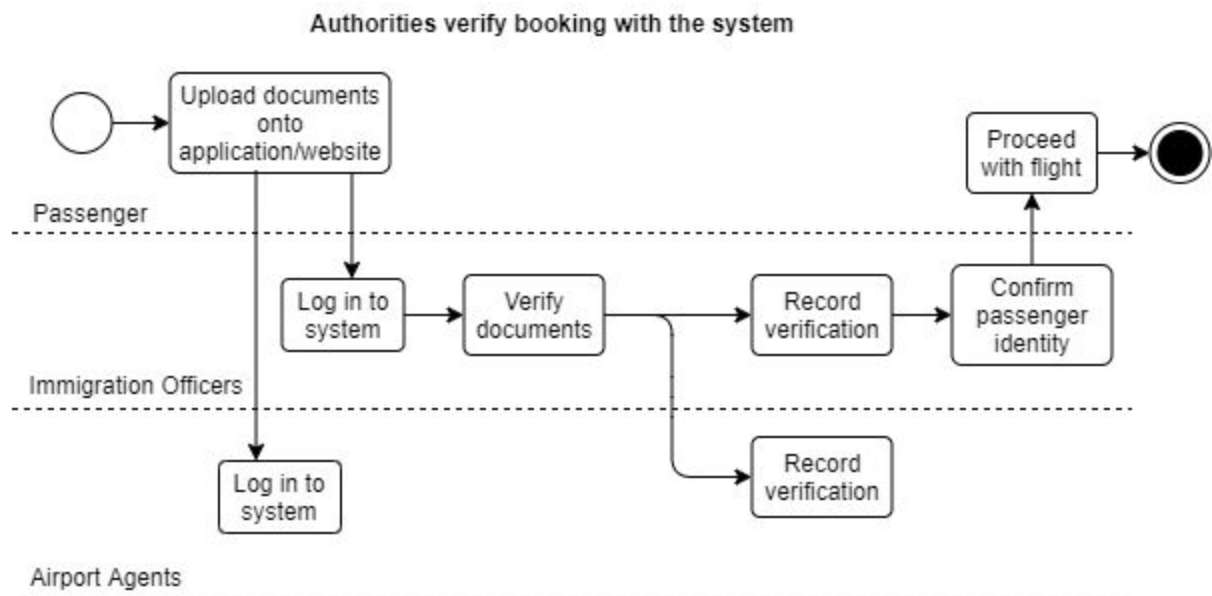 Authorities verify booking with the system
Upload documents
onto
application/website
Proceed
with flight
Passenger
Log in to
system
Verify
documents
Record
verification
Confirm
passenger
identity
Immigration Officers
Log in to
system
Record
verification
Airport Agents